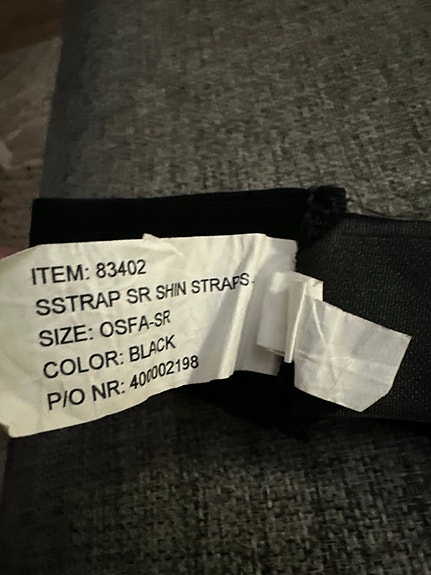 ITEM: 83402
SSTRAP SR SHIN STRAPS
SIZE: OSFA-SR
COLOR: BLACK
P/O NR: 400002198